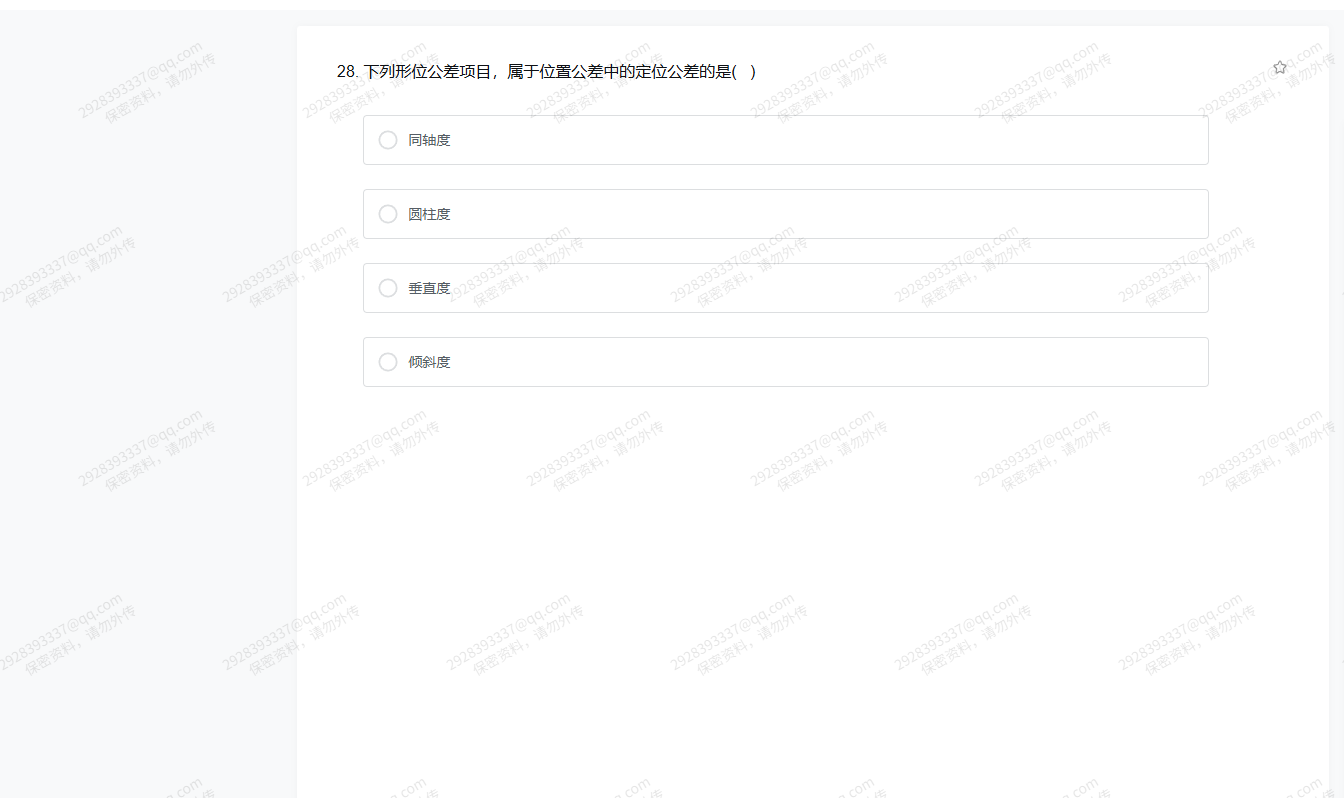 28. 下列形位公差项目，属于位置公差中的定位公差的是( )
同轴度
圆柱度
垂直度
倾斜度
2928393337@qq.com
保密资料，请勿外传